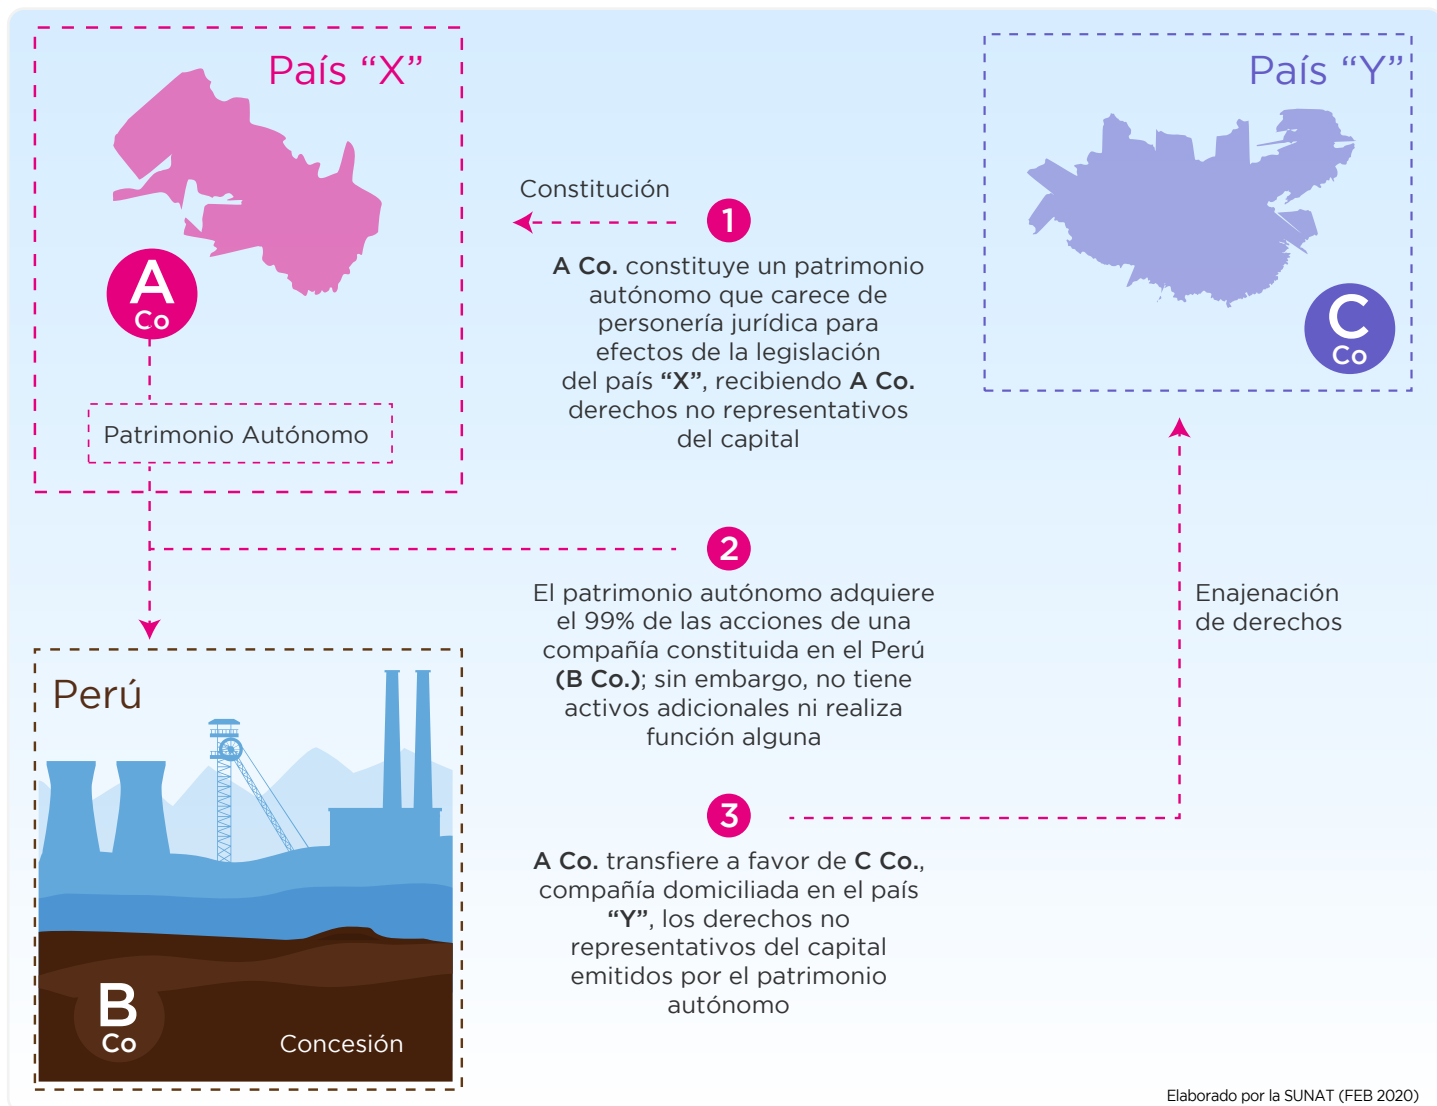 País “X”
A
Co
Patrimonio Autónomo
Constitución
1
A Co. constituye un patrimonio
autónomo que carece de
personería jurídica para
efectos de la legislación
del país “X”, recibiendo A Co.
derechos no representativos
del capital
País “Y”
C
Co
2
El patrimonio autónomo adquiere
el 99% de las acciones de una
compañía constituida en el Perú
(B Co.); sin embargo, no tiene
activos adicionales ni realiza
función alguna
Enajenación
de derechos
Perú
B
Co
Concesión
3
A Co. transfiere a favor de C Co.,
compañía domiciliada en el país
“Y”, los derechos no
representativos del capital
emitidos por el patrimonio
autónomo
Elaborado por la SUNAT (FEB 2020)